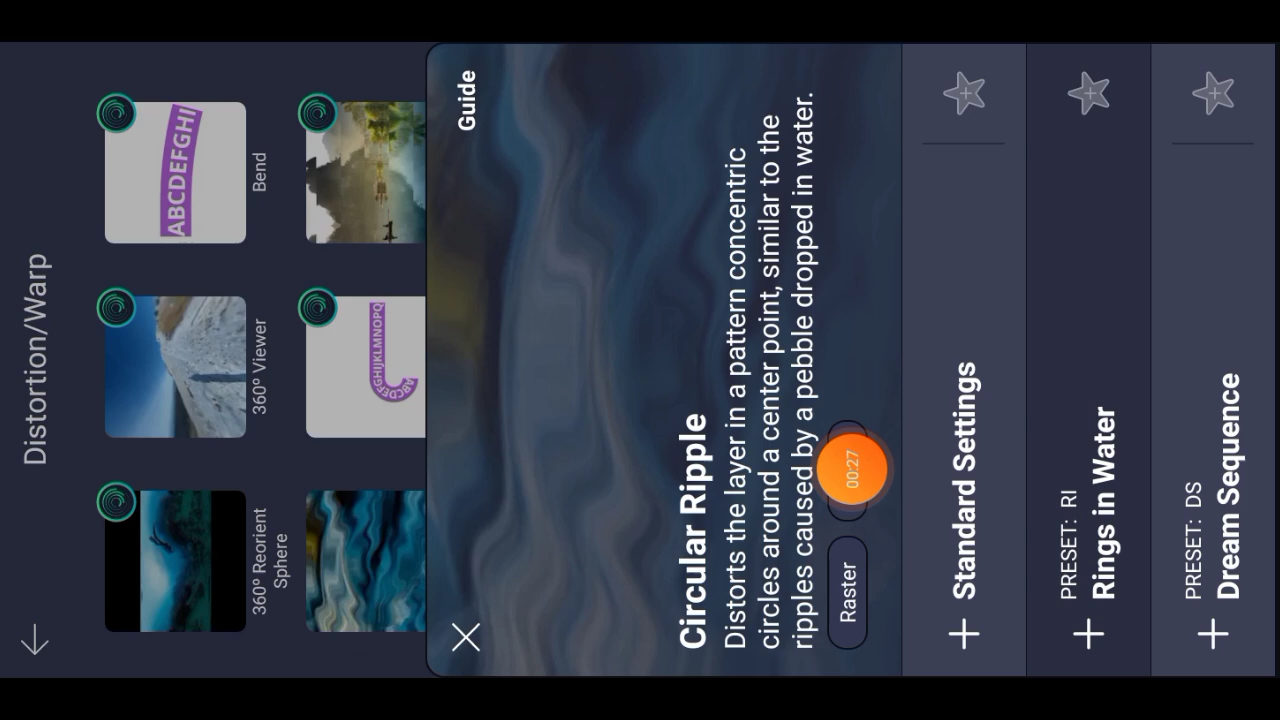 Distortion/Warp
ABCDEFGHI
360° Reorient
Sphere
360° Viewer
Bend
ABCDEFGHIJKLMNOPQ
Guide
Circular Ripple
Distorts the layer in a pattern concentric
circles around a center point, similar to the
ripples caused by a pebble dropped in water.
Raster
00:27
Standard Settings
PRESET: RI
Rings in Water
PRESET: DS
Dream Sequence